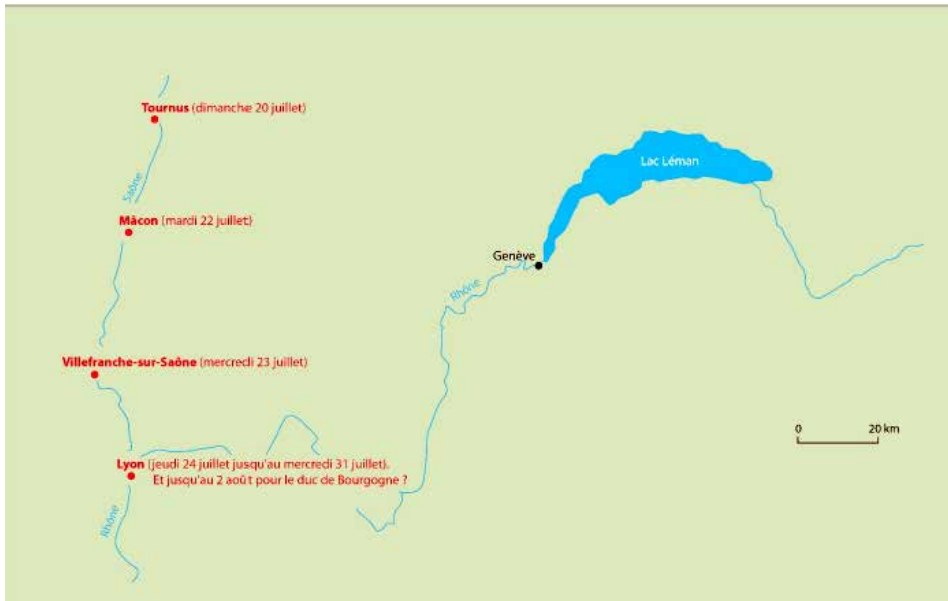 Tournus (dimanche 20 juillet)
Saône
Lac Léman
Mâcon (mardi 22 juillet)
Genève
Rhône
Villefranche-sur-Saône (mercredi 23 juillet)
0 20 km
Lyon (jeudi 24 juillet jusqu'au mercredi 31 juillet).
Et jusqu'au 2 août pour le duc de Bourgogne ?
Rhône